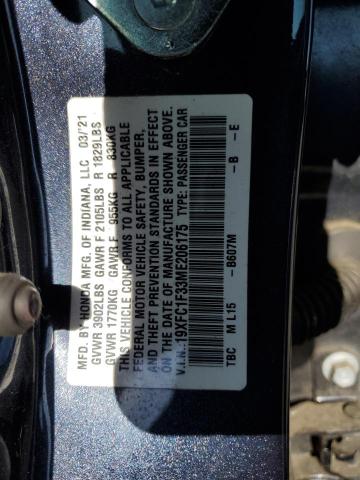 MFD. BY HONDA MFG. OF INDIANA, LLC 03/'21
GVWR 3902LBS GAWR F 2105LBS R 1829LBS
GVWR 1770KG GAWR F 955KG R 830KG
THIS VEHICLE CONFORMS TO ALL APPLICABLE
FEDERAL MOTOR VEHICLE SAFETY, BUMPER,
AND THEFT PREVENTION STANDARDS IN EFFECT
ON THE DATE OF MANUFACTURE SHOWN ABOVE.
V.I.N.: 19XFC1F33ME206175 TYPE: PASSENGER CAR
TBC M L15 - B607M - B - E